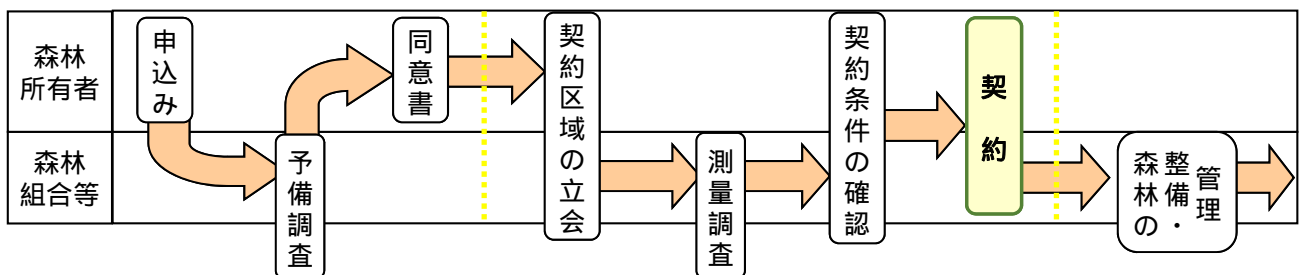 森林
所有者
森林
組合等
申込み
予備調査
同意書
契約区域の立会
測量調査
契約条件の確認
契約
森林の
整備・
管理